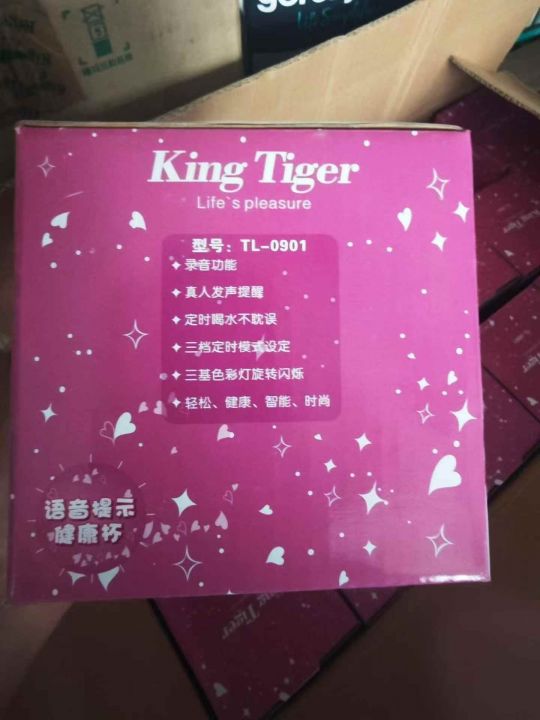 King Tiger
Life`s pleasure
型号：TL-0901
录音功能
真人发声提醒
定时喝水不耽误
三档定时模式设定
三基色彩灯旋转闪烁
轻松、健康、智能、时尚
语音提示
健康杯